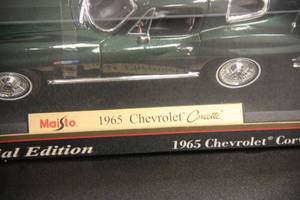 Maisto 1965 Chevrolet Corvette
ial Edition 1965 Chevrolet® Cor